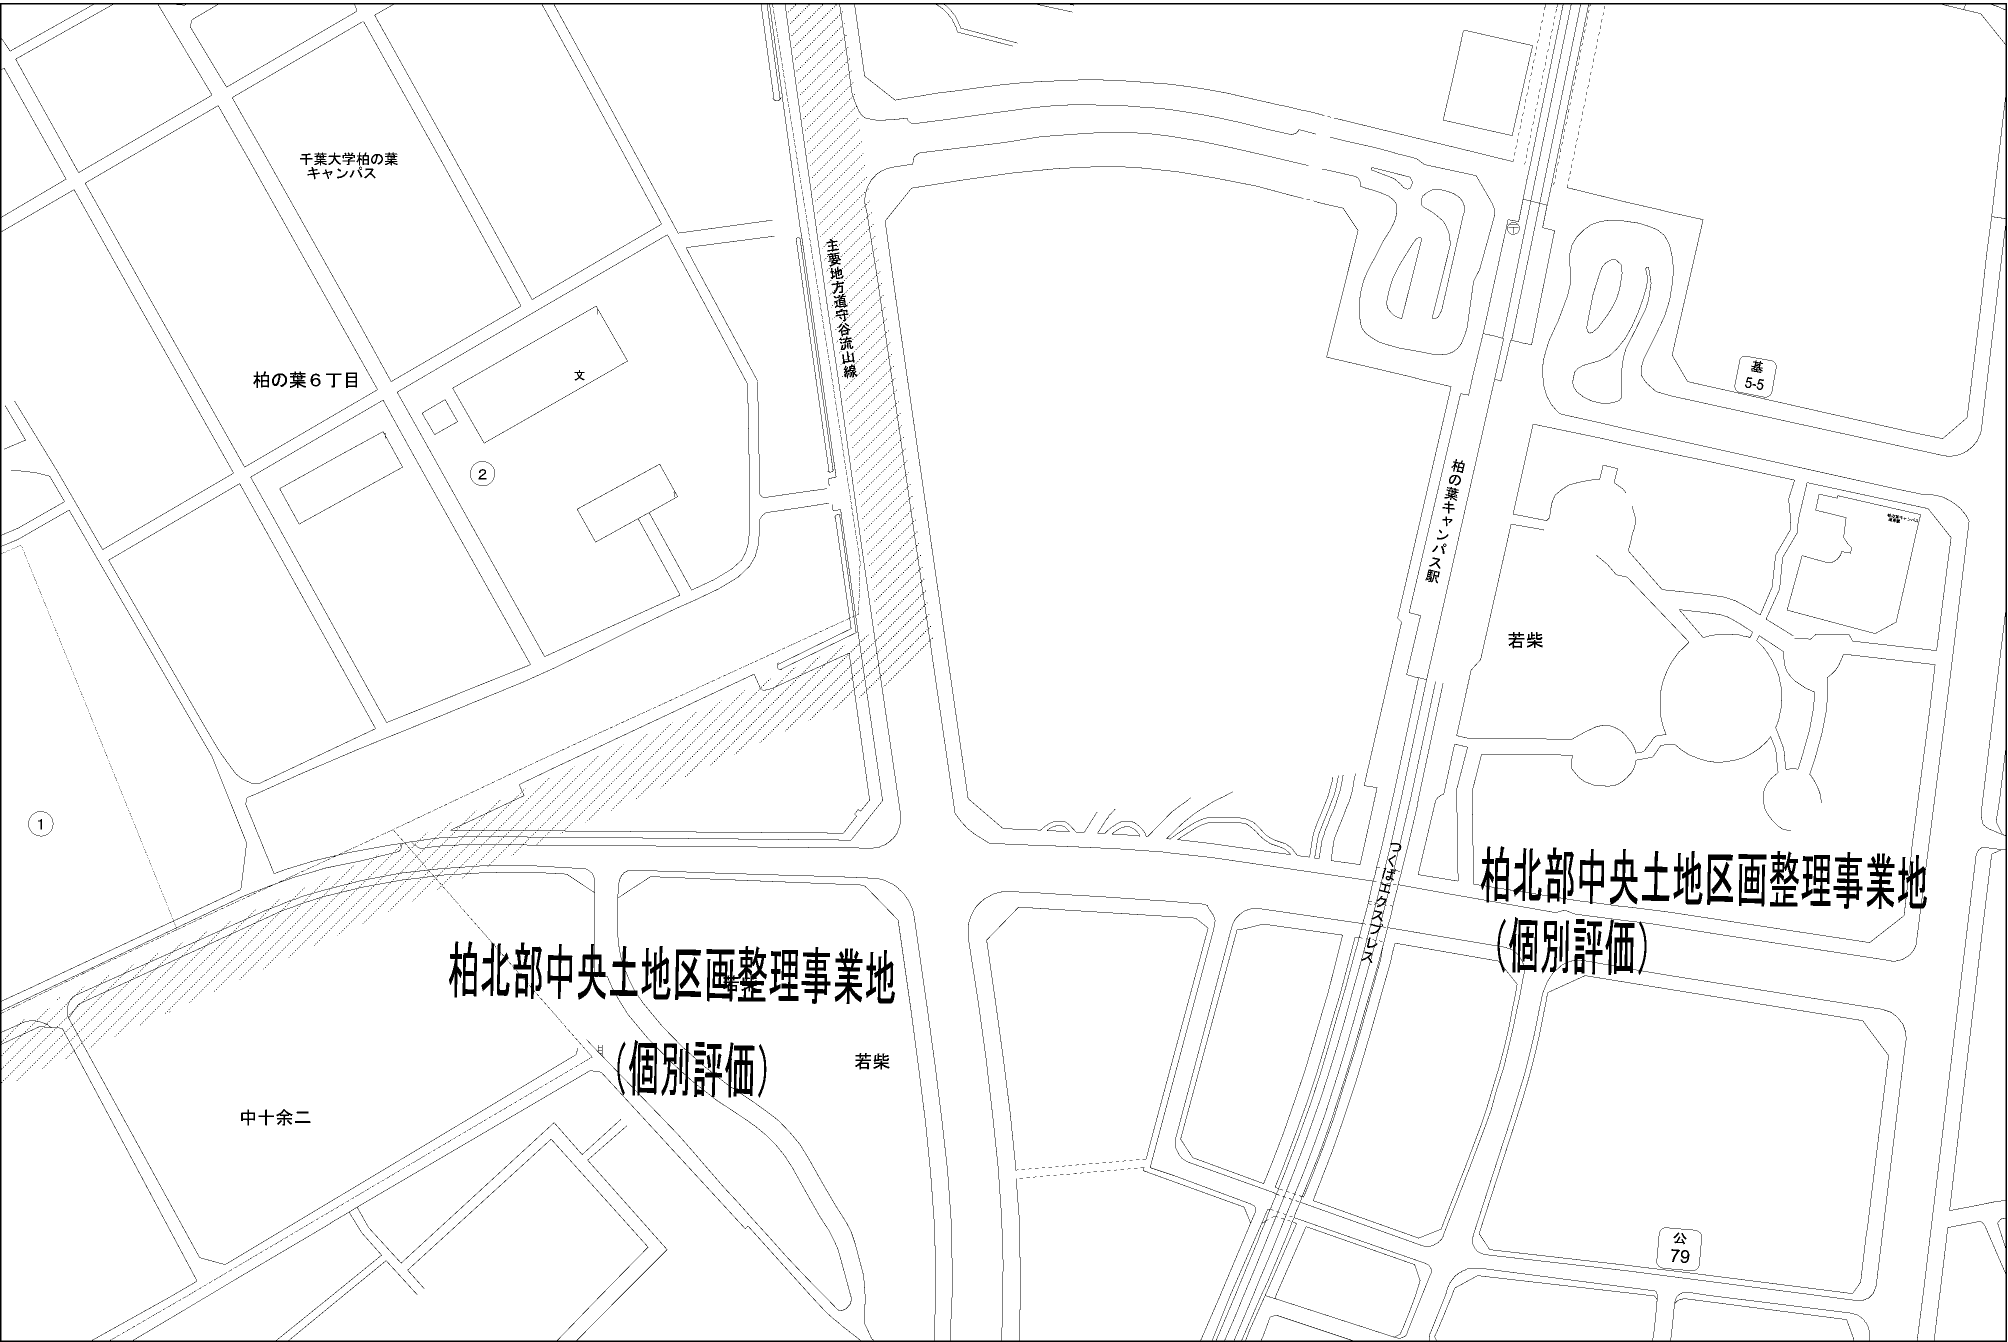 千葉大学柏の葉
キャンパス
主要地方道守谷流山線
基
5-5
柏の葉6丁目
文
2
柏の葉キャンパス駅
若柴
1
つくばエクスプレス
柏北部中央土地区画整理事業地
(個別評価)
柏北部中央土地区画整理事業地
若柴
(個別評価)
若柴
中十余二
公
79